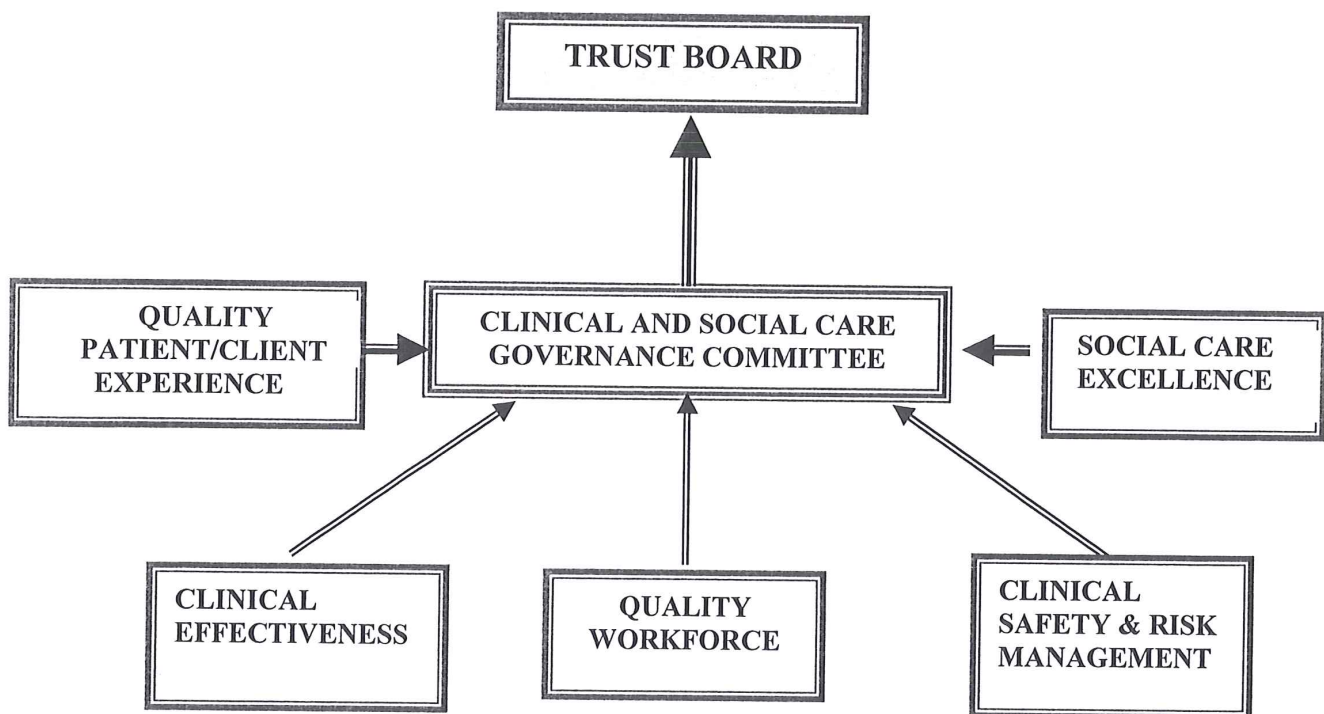 TRUST BOARD
QUALITY
PATIENT/CLIENT
EXPERIENCE
CLINICAL AND SOCIAL CARE
GOVERNANCE COMMITTEE
SOCIAL CARE
EXCELLENCE
CLINICAL
EFFECTIVENESS
QUALITY
WORKFORCE
CLINICAL
SAFETY & RISK
MANAGEMENT